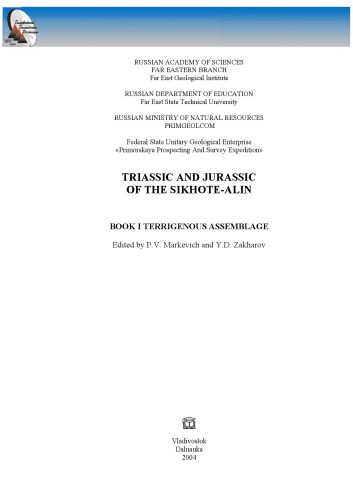 RUSSIAN ACADEMY OF SCIENCES
FAR EASTERN BRANCH
Far East Geological Institute
RUSSIAN DEPARTMENT OF EDUCATION
Far East State Technical University
RUSSIAN MINISTRY OF NATURAL RESOURCES
PRIMGEOLCOM
Federal State Unitary Geological Enterprise
«Primorskaya Prospecting And Survey Expedition»
TRIASSIC AND JURASSIC
OF THE SIKHOTE-ALIN
BOOK I TERRIGENOUS ASSEMBLAGE
Edited by P.V. Markevich and Y.D. Zakharov
Vladivostok
Dalnauka
2004